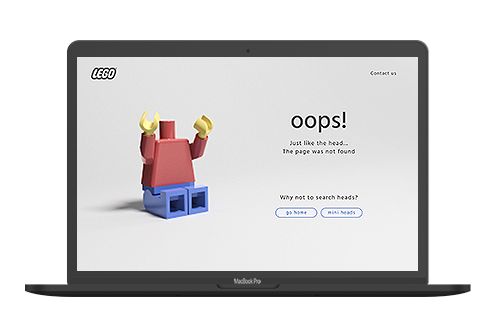 LEGO
Contact us
oops!
Just like the head...
The page was not found
Why not to search heads?
go home
mini heads
MacBook Pro